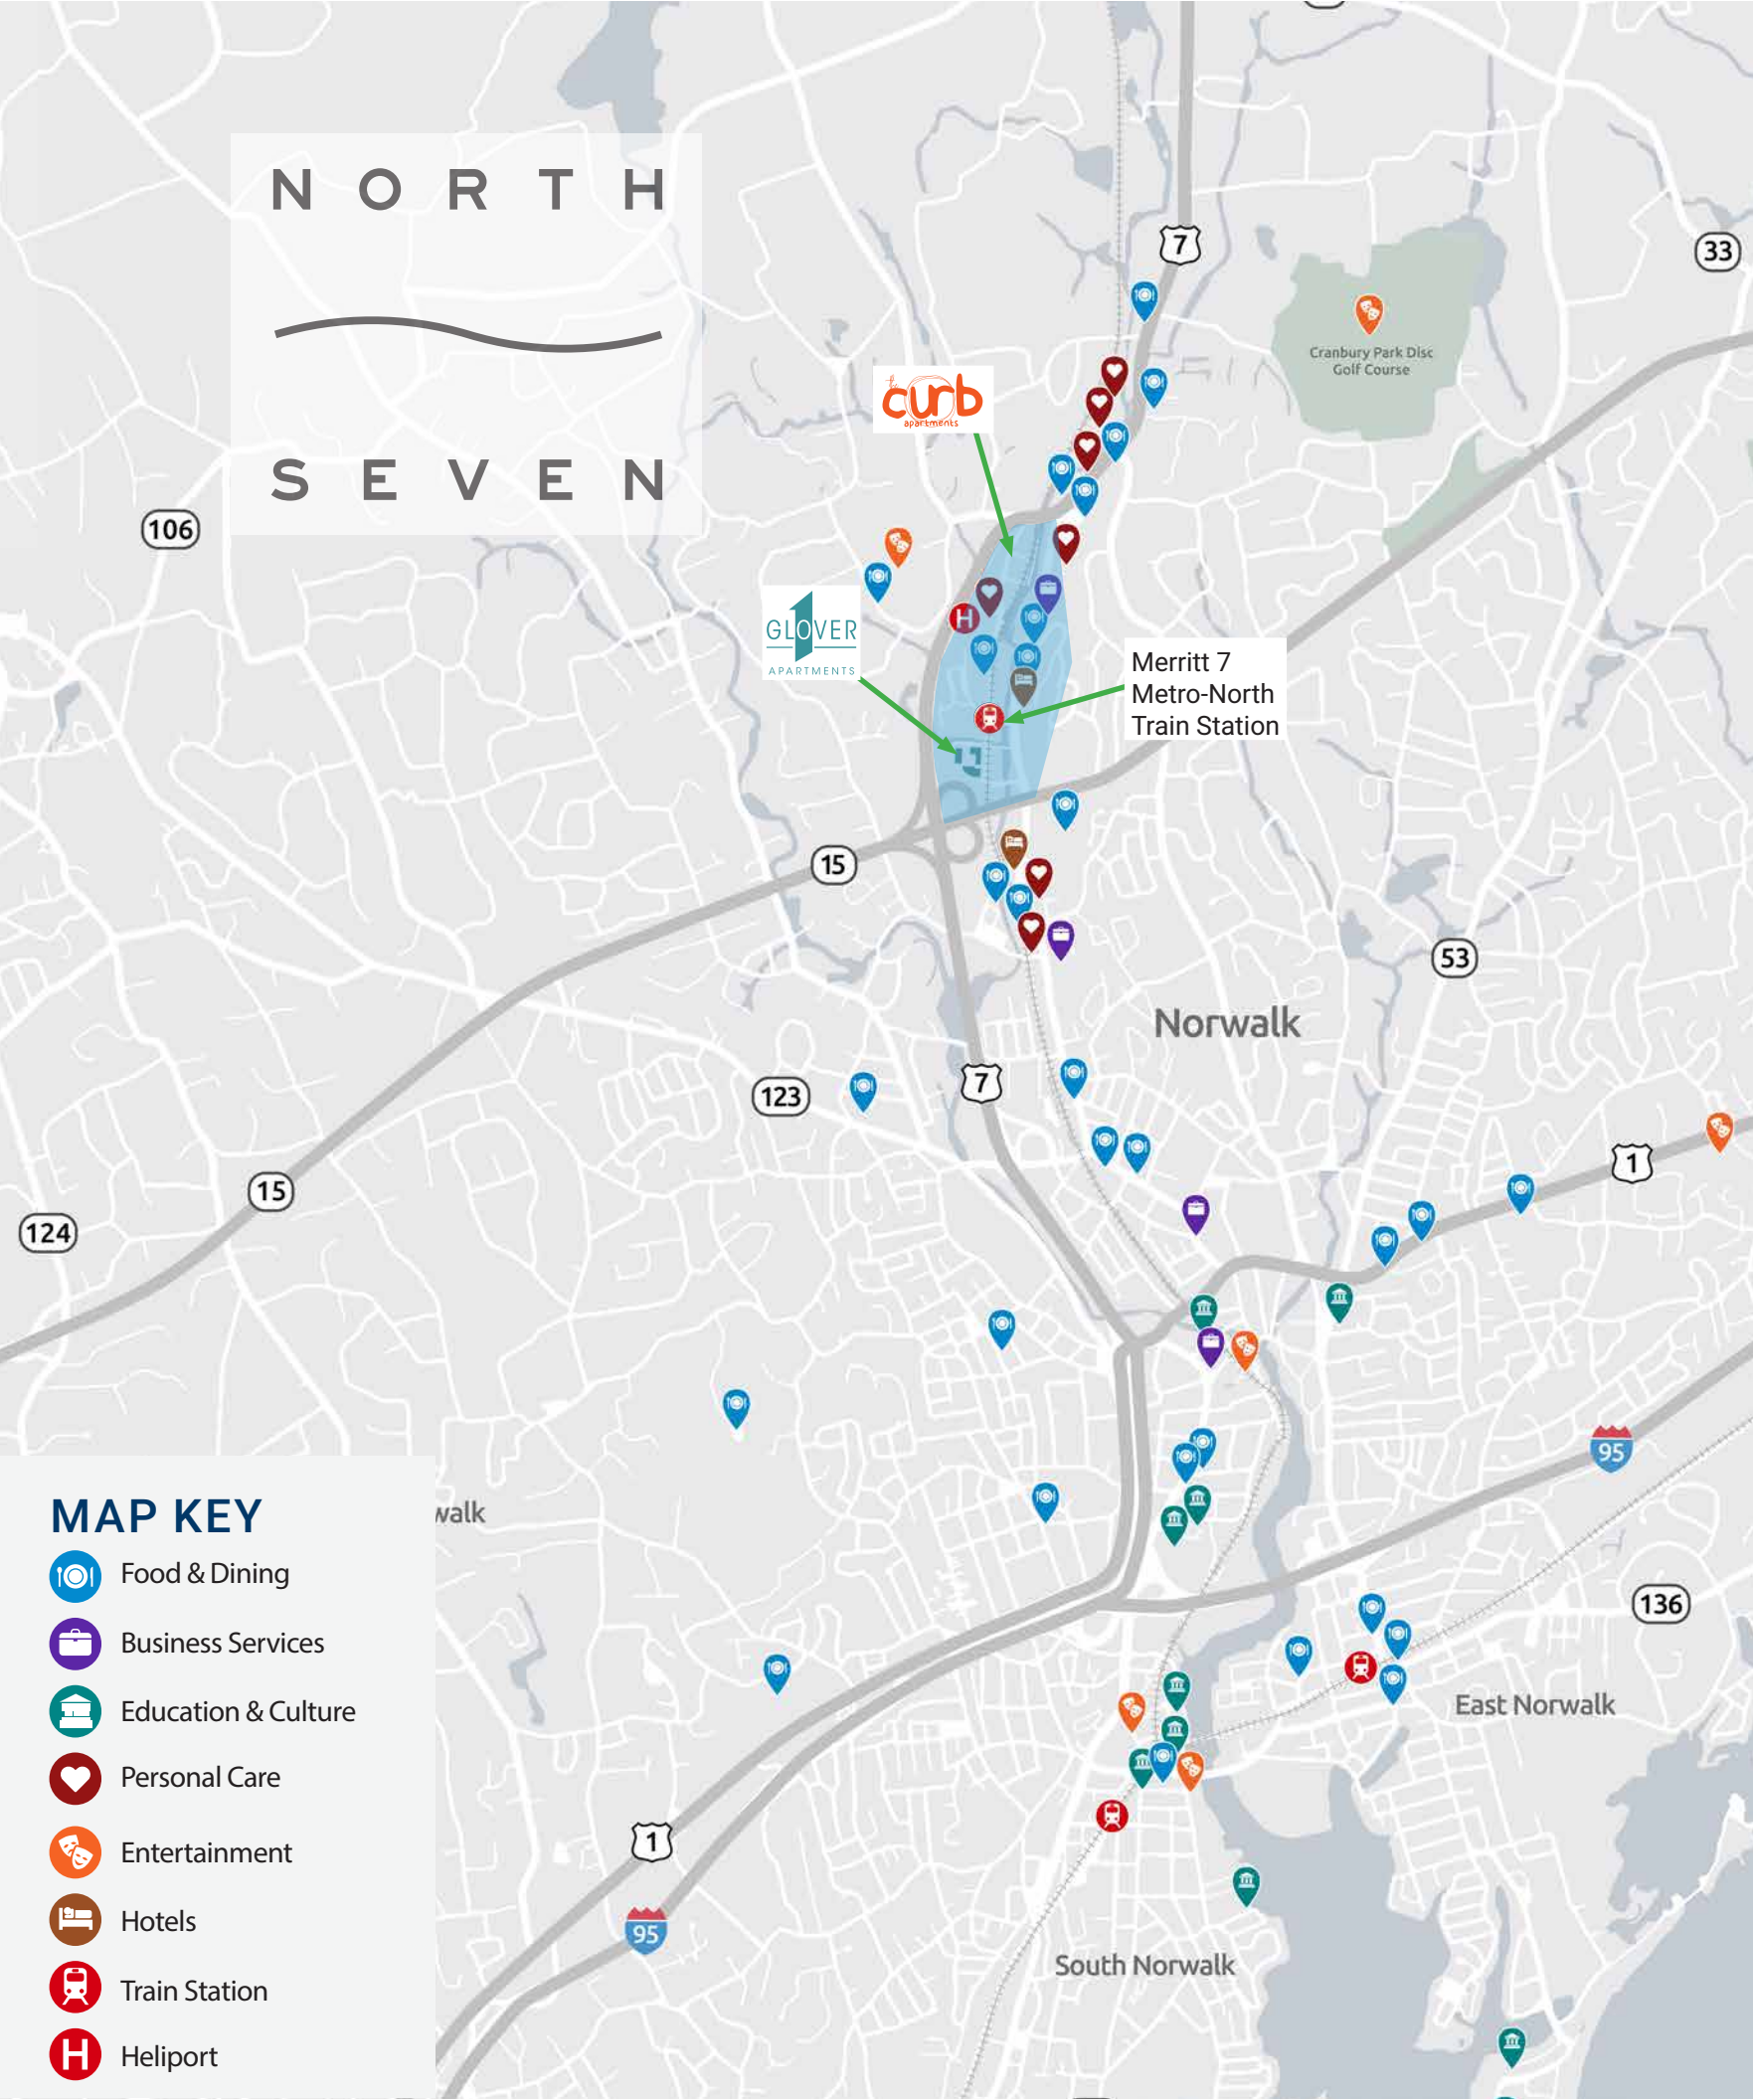 NORTH
SEVEN
7
33
Cranbury Park Disc
Golf Course
the
curb
apartments
106
GLOVER
APARTMENTS
H
Merritt 7
Metro-North
Train Station
15
53
Norwalk
7
123
1
15
124
95
walk
136
East Norwalk
1
95
South Norwalk
MAP KEY
Food & Dining
Business Services
Education & Culture
Personal Care
Entertainment
Hotels
Train Station
H Heliport